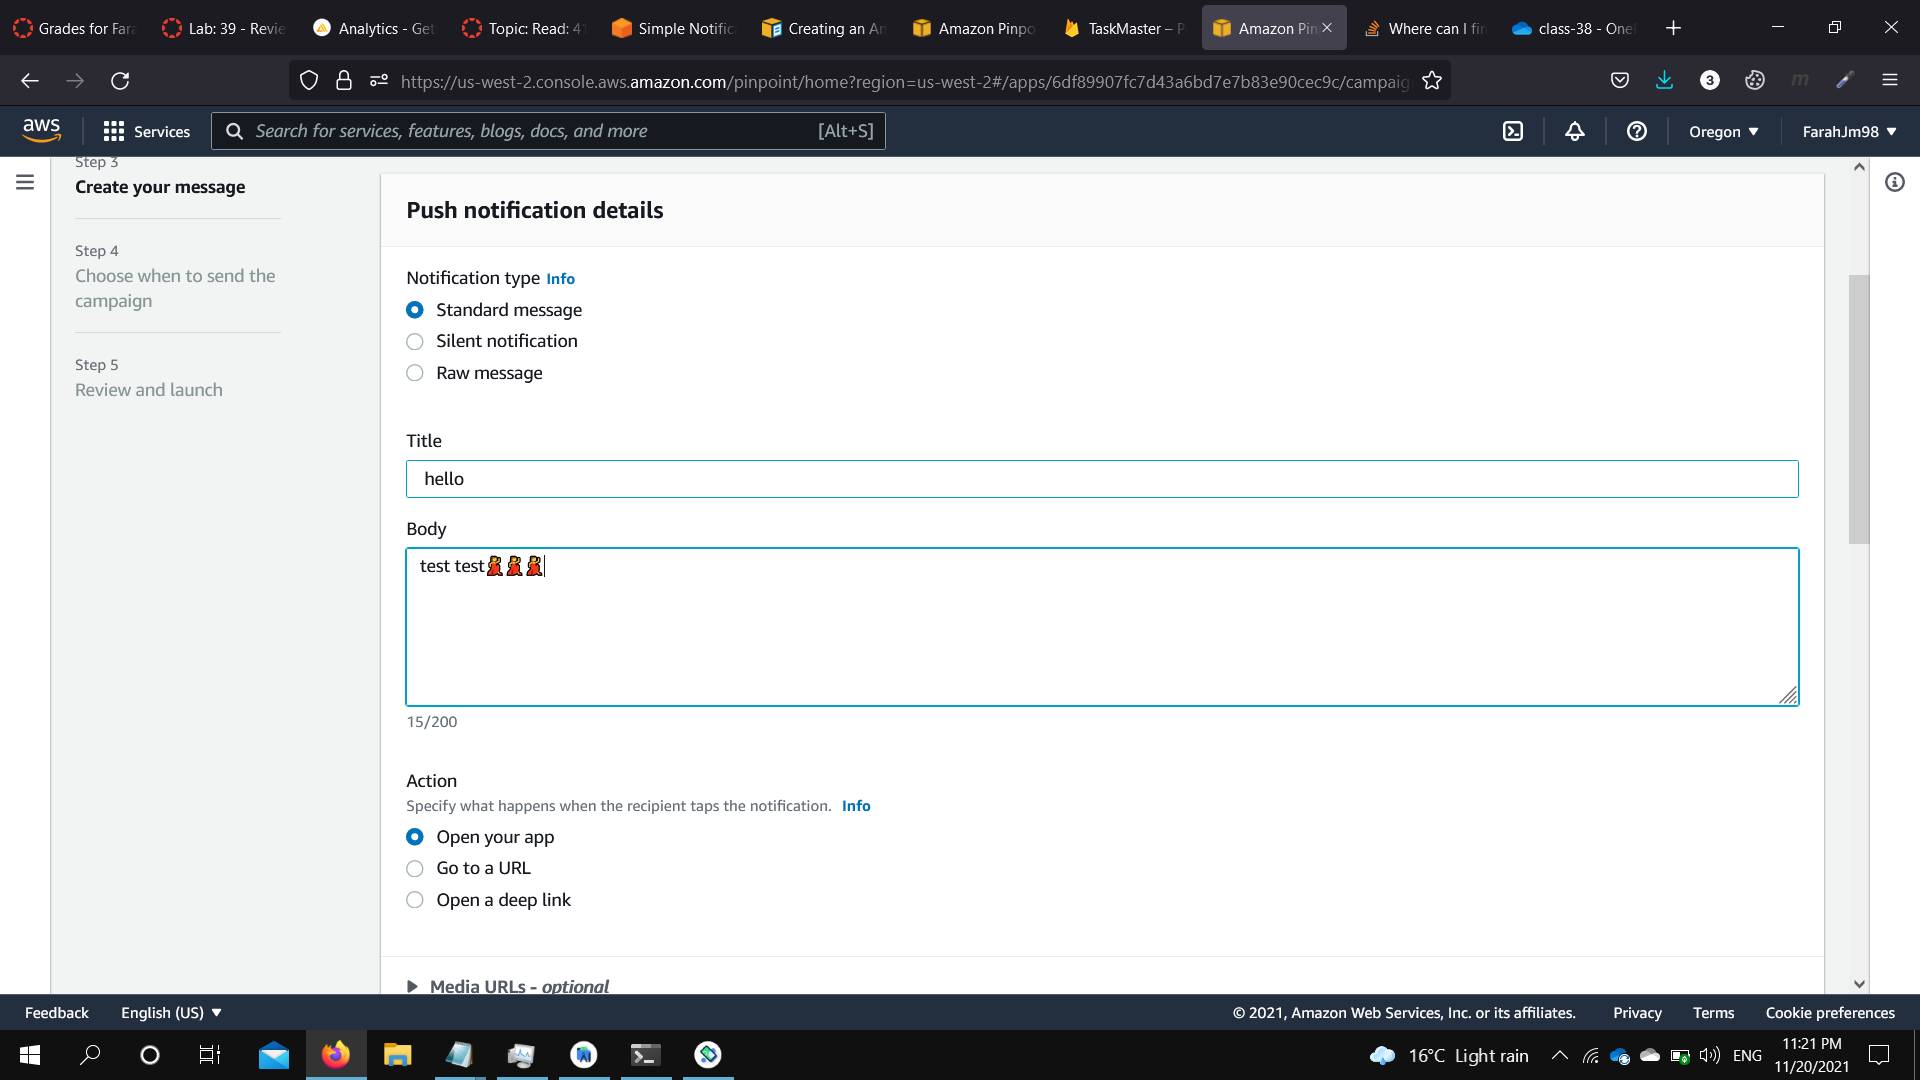 Grades for Fara
Lab: 39 - Revie
Analytics - Get
Topic: Read: 41
Simple Notific
Creating an Am
Amazon Pinpo
TaskMaster – P
Amazon Pin
Where can I fin
class-38 - One
https://us-west-2.console.aws.amazon.com/pinpoint/home?region=us-west-2#/apps/6df89907fc7d43a6bd7e7b83e90cec9c/campaig
3
m
aws
Services
Search for services, features, blogs, docs, and more
[Alt+S]
Oregon ▼
FarahJm98 ▼
Step 3
Create your message
Step 4
Choose when to send the
campaign
Step 5
Review and launch
Push notification details
Notification type Info
Standard message
Silent notification
Raw message
Title
hello
Body
test test💃💃💃
15/200
Action
Specify what happens when the recipient taps the notification. Info
Open your app
Go to a URL
Open a deep link
Media URLs - optional
Feedback
English (US) ▼
© 2021, Amazon Web Services, Inc. or its affiliates.
Privacy
Terms
Cookie preferences
16°C Light rain
ENG
11:21 PM
11/20/2021